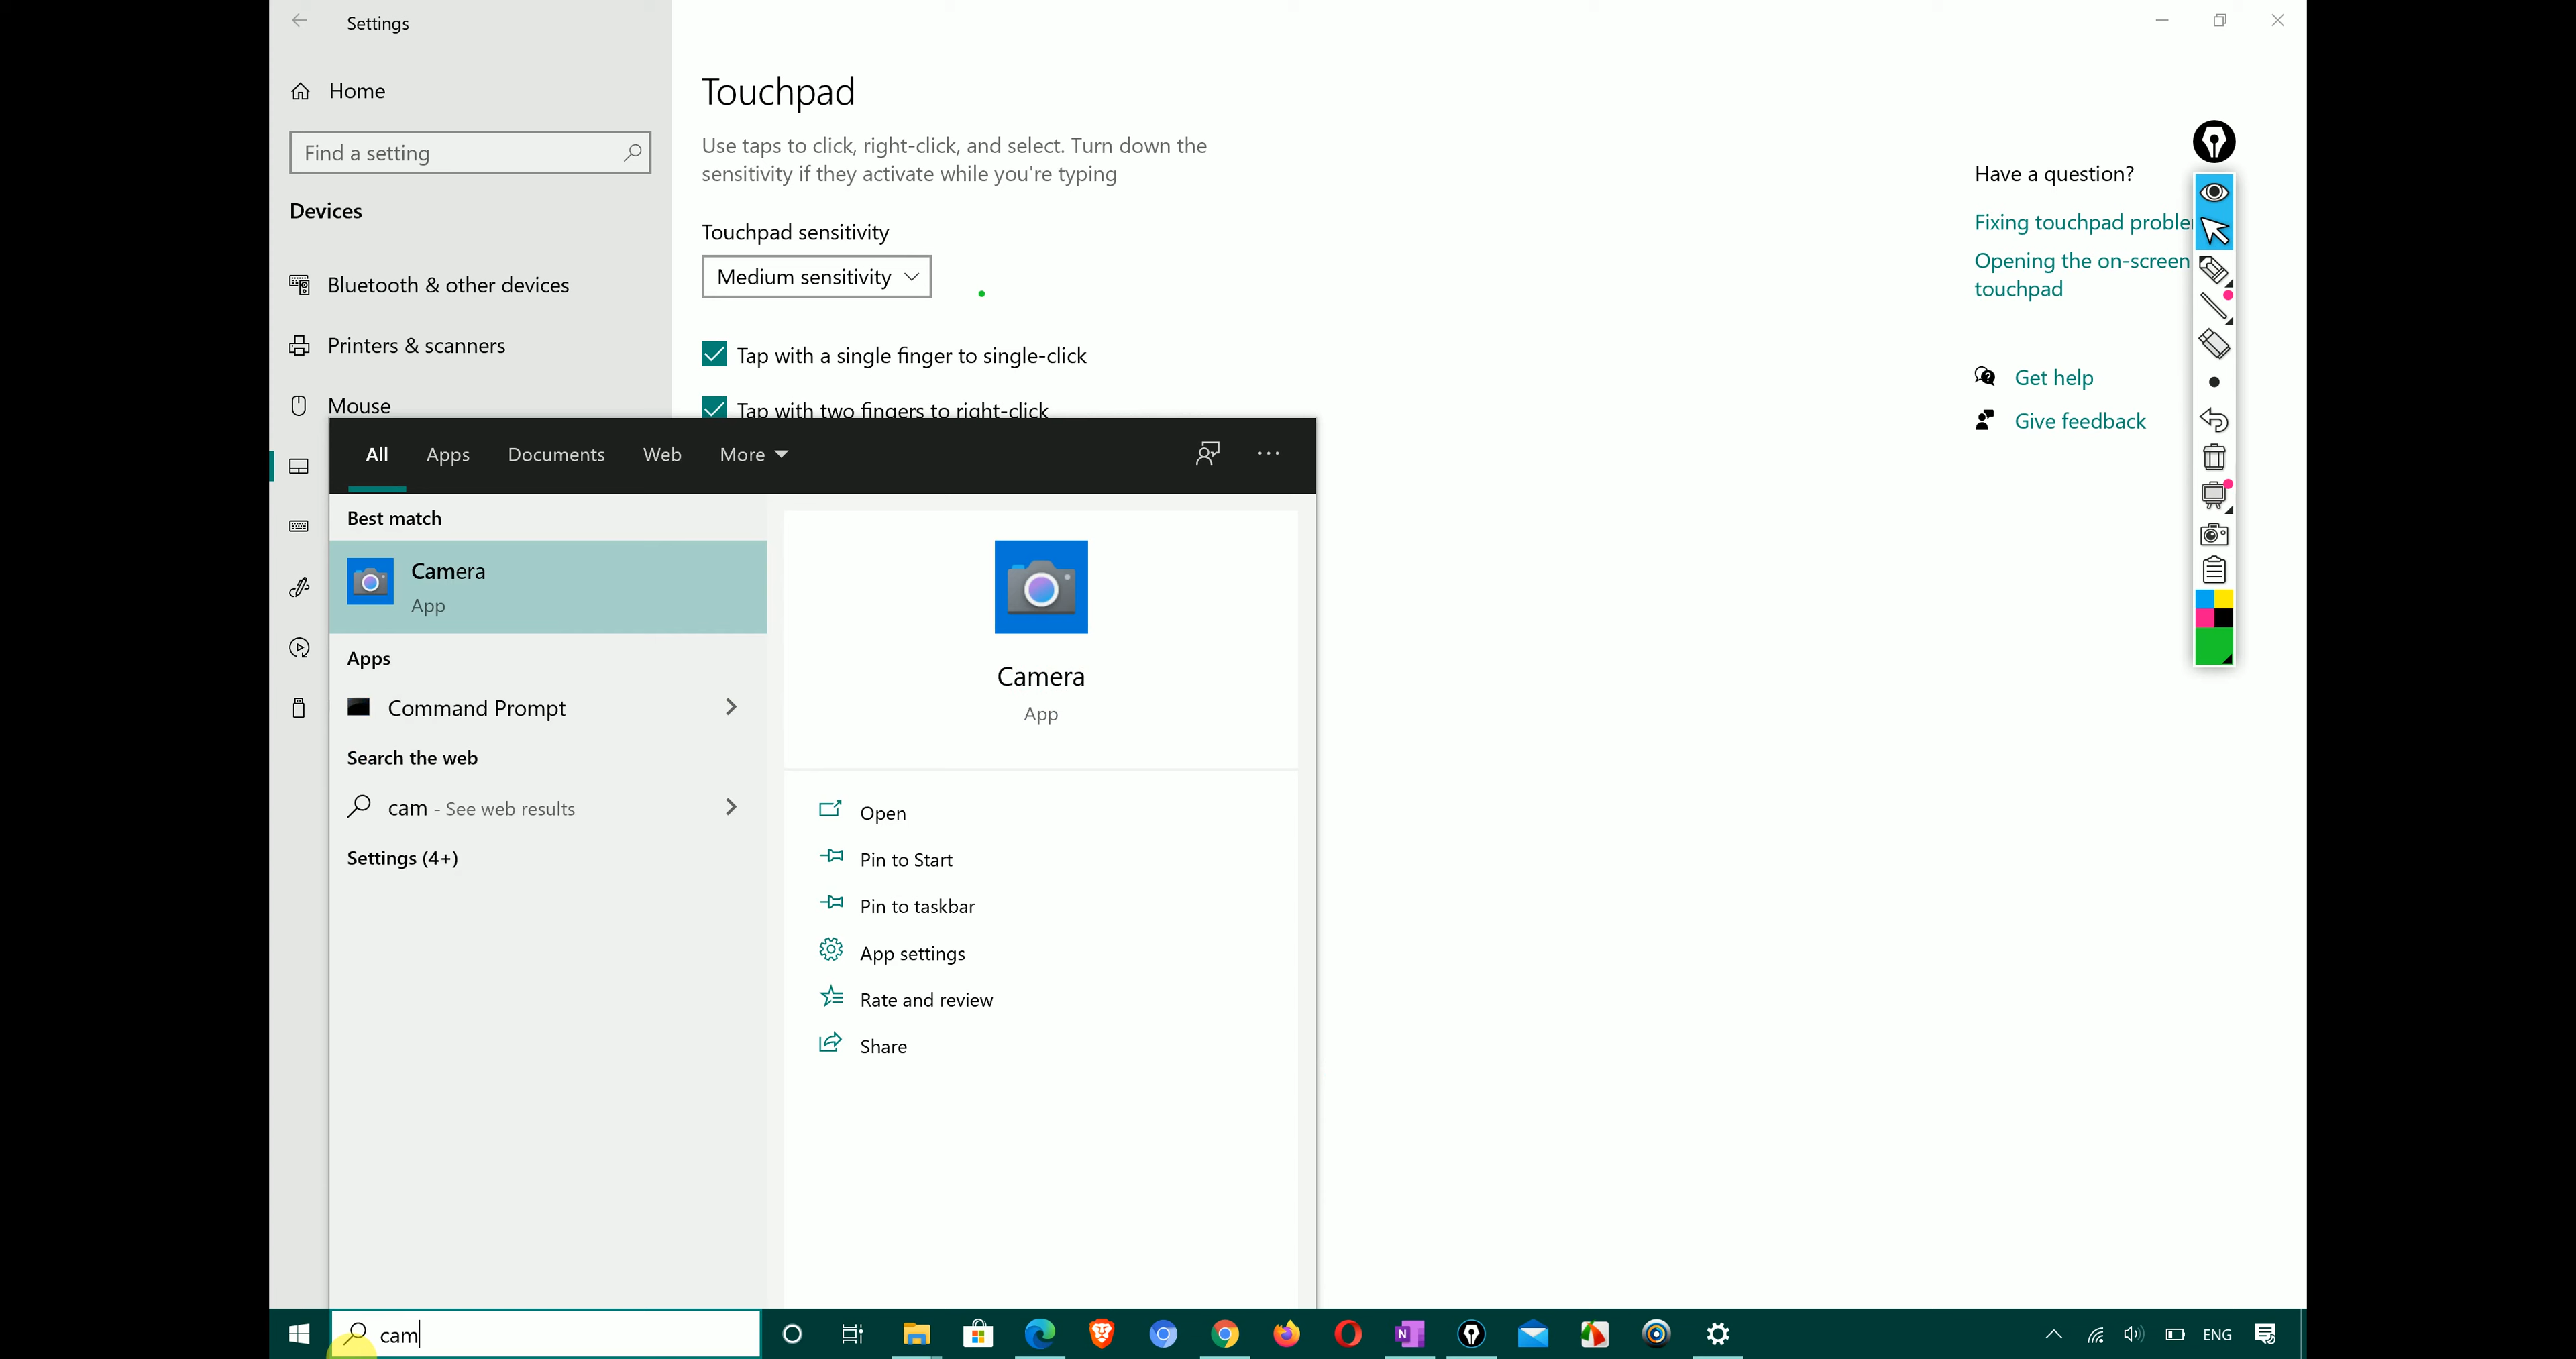 Settings
Home
Find a setting
Devices
Bluetooth & other devices
Printers & scanners
Mouse
Touchpad
Use taps to click, right-click, and select. Turn down the
sensitivity if they activate while you're typing
Touchpad sensitivity
Medium sensitivity
Tap with a single finger to single-click
Tap with two fingers to right-click
Have a question?
Fixing touchpad proble
Opening the on-screen
touchpad
Get help
Give feedback
All
Apps
Documents
Web
More
Best match
Camera
App
Apps
Command Prompt
Search the web
cam - See web results
Settings (4+)
Camera
App
Open
Pin to Start
Pin to taskbar
App settings
Rate and review
Share
cam
N
ENG